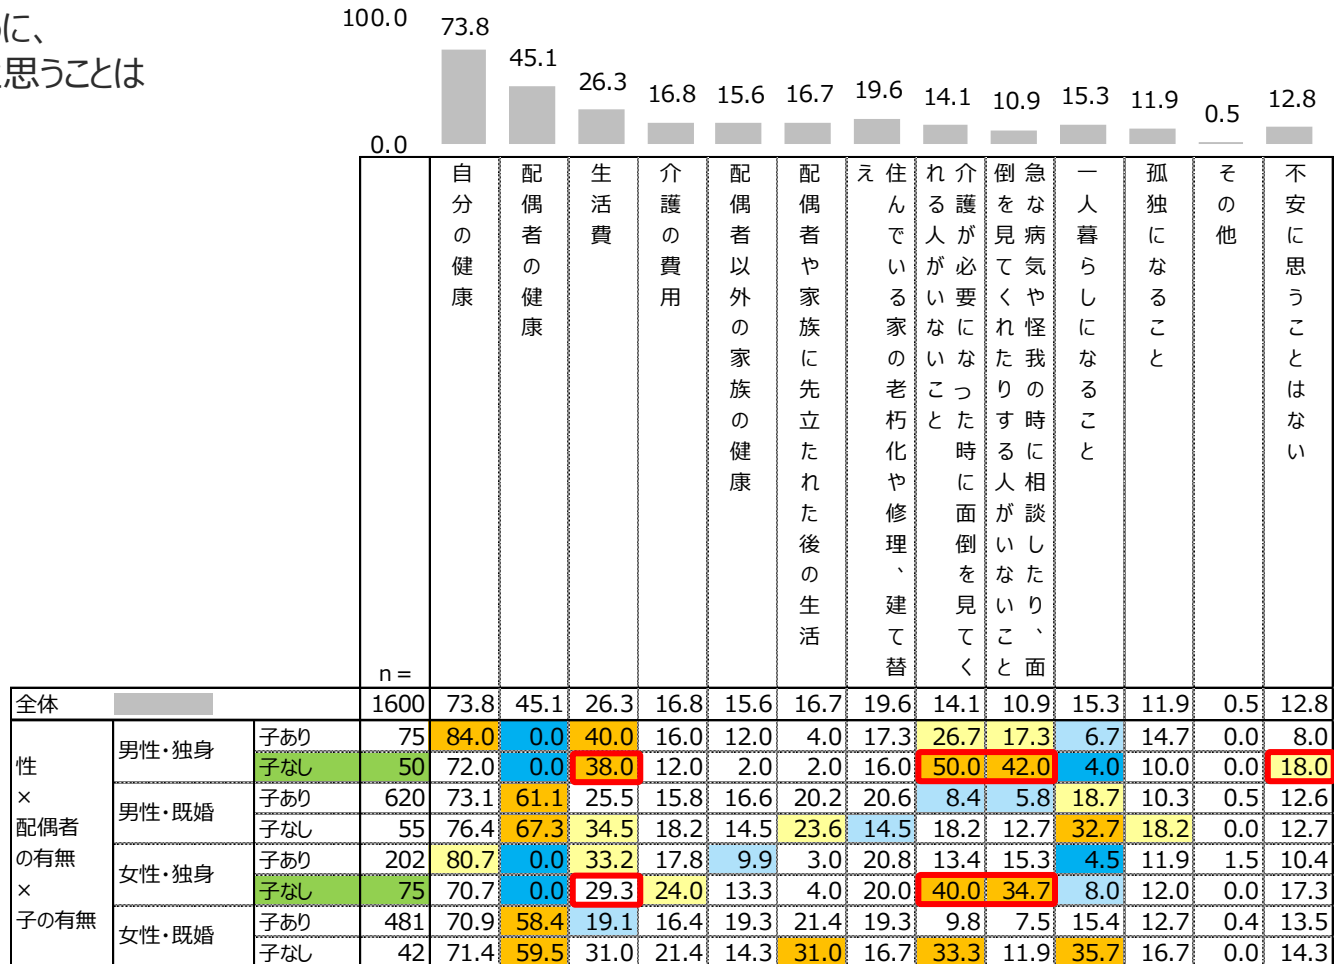 に、
思うことは
100.0
0.0
73.8 45.1 26.3 16.8 15.6 16.7 19.6 14.1 10.9 15.3 11.9 0.5 12.8
自分の健康
配偶者の健康
生活費
介護の費用
配偶者以外の家族の健康
配偶者や家族に先立たれた後の生活
住んでいる家の老朽化や修理、建て替
え
介護が必要になった時に面倒を見てく
れる人がいないこと
急な病気や怪我の時に相談したり、面
倒を見てくれたりする人がいないこと
一人暮らしになること
孤独になること
その他
不安に思うことはない
n=
全体 1600 73.8 45.1 26.3 16.8 15.6 16.7 19.6 14.1 10.9 15.3 11.9 0.5 12.8
性
×
配偶者
の有無
×
子の有無
男性・独身
子あり 75 84.0 0.0 40.0 16.0 12.0 4.0 17.3 26.7 17.3 6.7 14.7 0.0 8.0
子なし 50 72.0 0.0 38.0 12.0 2.0 2.0 16.0 50.0 42.0 4.0 10.0 0.0 18.0
男性・既婚
子あり 620 73.1 61.1 25.5 15.8 16.6 20.2 20.6 8.4 5.8 18.7 10.3 0.5 12.6
子なし 55 76.4 67.3 34.5 18.2 14.5 23.6 14.5 18.2 12.7 32.7 18.2 0.0 12.7
女性・独身
子あり 202 80.7 0.0 33.2 17.8 9.9 3.0 20.8 13.4 15.3 4.5 11.9 1.5 10.4
子なし 75 70.7 0.0 29.3 24.0 13.3 4.0 20.0 40.0 34.7 8.0 12.0 0.0 17.3
女性・既婚
子あり 481 70.9 58.4 19.1 16.4 19.3 21.4 19.3 9.8 7.5 15.4 12.7 0.4 13.5
子なし 42 71.4 59.5 31.0 21.4 14.3 31.0 16.7 33.3 11.9 35.7 16.7 0.0 14.3